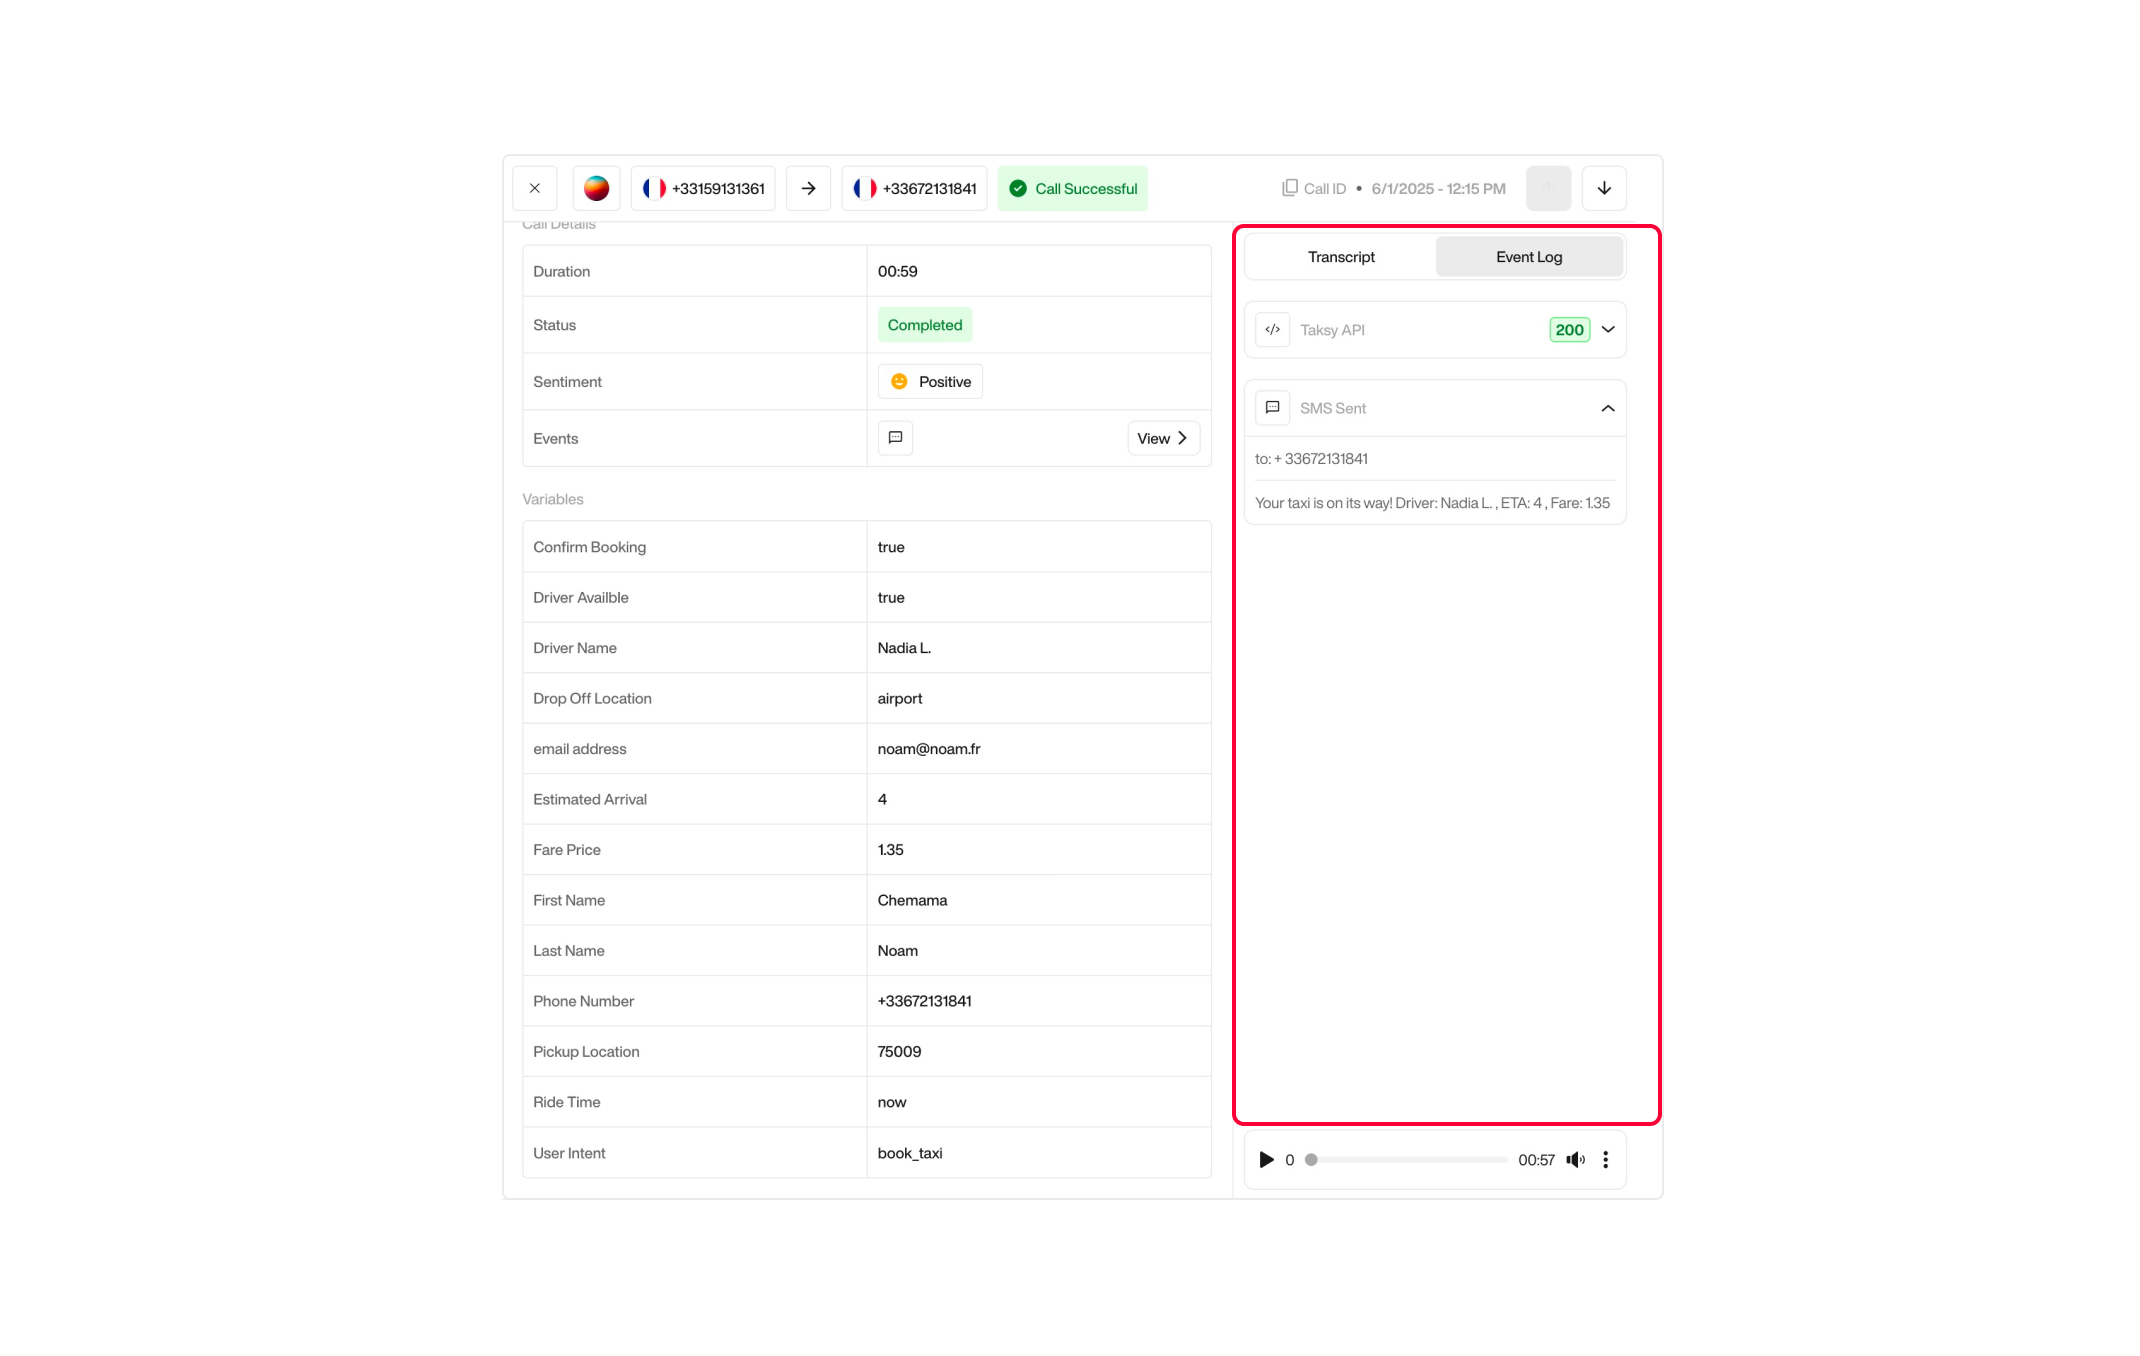 +33159131361
+33672131841
Call Successful
Call ID • 6/1/2025 - 12:15 PM
Call Details
Duration 00:59
Status Completed
Sentiment Positive
Events View
Variables
Confirm Booking true
Driver Availble true
Driver Name Nadia L.
Drop Off Location airport
email address noam@noam.fr
Estimated Arrival 4
Fare Price 1.35
First Name Chemama
Last Name Noam
Phone Number +33672131841
Pickup Location 75009
Ride Time now
User Intent book_taxi
Transcript Event Log
</> Taksy API 200
SMS Sent
to: + 33672131841
Your taxi is on its way! Driver: Nadia L. , ETA: 4 , Fare: 1.35
0 00:57